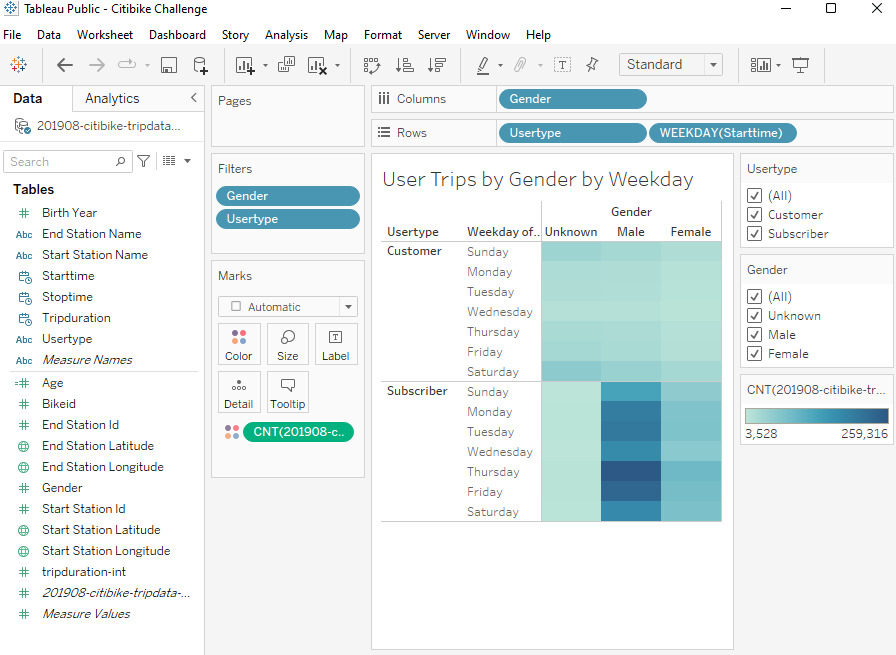 Tableau Public - Citibike Challenge
File Data Worksheet Dashboard Story Analysis Map Format Server Window Help
Standard
Data Analytics
201908-citibike-tripdata...
Search
Tables
Birth Year
Abc End Station Name
Abc Start Station Name
Starttime
Stoptime
Tripduration
Abc Usertype
Abc Measure Names
Age
Bikeid
End Station Id
End Station Latitude
End Station Longitude
Gender
Start Station Id
Start Station Latitude
Start Station Longitude
tripduration-int
201908-citibike-tripdata-...
Measure Values
Pages
Filters
Gender
Usertype
Marks
Automatic
Color Size Label
Detail Tooltip
CNT(201908-c..
Columns Gender
Rows Usertype WEEKDAY(Starttime)
User Trips by Gender by Weekday
Gender
Usertype Weekday of.. Unknown Male Female
Customer Sunday
Monday
Tuesday
Wednesday
Thursday
Friday
Saturday
Subscriber Sunday
Monday
Tuesday
Wednesday
Thursday
Friday
Saturday
Usertype
(All)
Customer
Subscriber
Gender
(All)
Unknown
Male
Female
CNT(201908-citibike-tr...
3,528 259,316